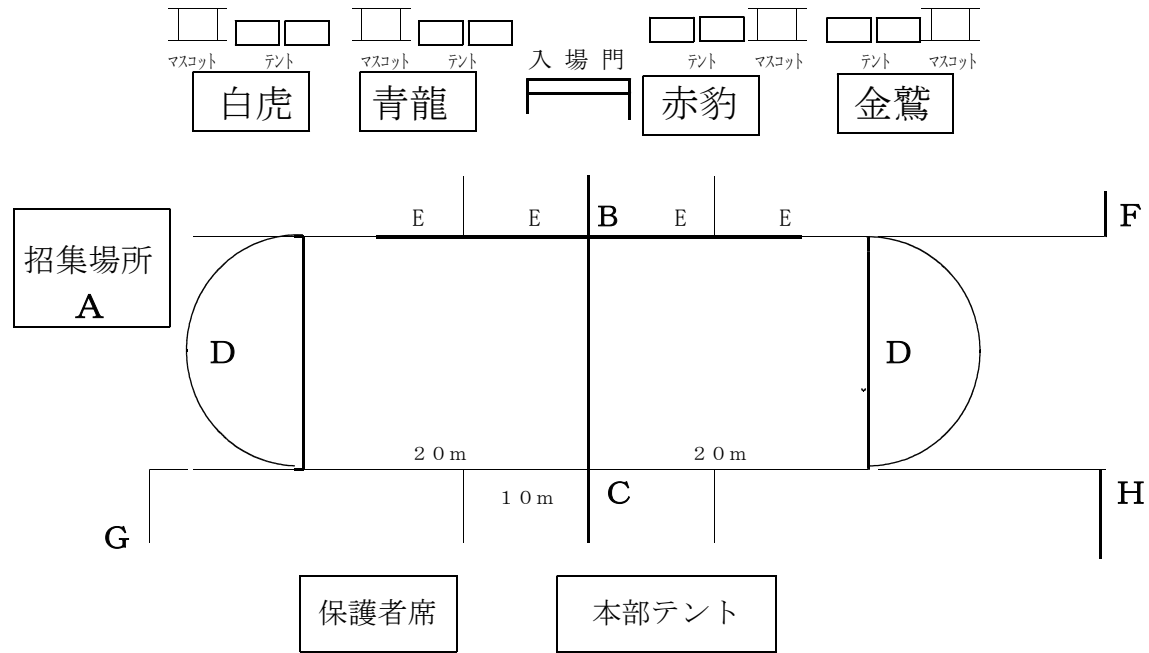 マスコット テント マスコット テント 入場門 テント マスコット テント マスコット
白虎 青龍 赤豹 金鷲
E E B E E F
招集場所
A
D D
20m 20m
10m C H
G
保護者席 本部テント